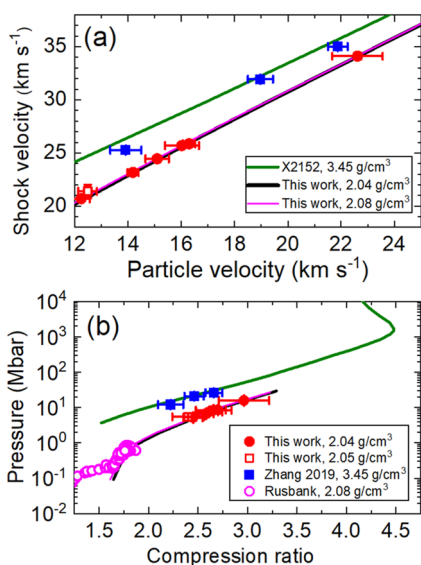 (a)
Shock velocity (km s⁻¹)
35
30
25
20
X2152, 3.45 g/cm³
This work, 2.04 g/cm³
This work, 2.08 g/cm³
12 14 16 18 20 22 24
Particle velocity (km s⁻¹)
(b)
Pressure (Mbar)
10⁴
10³
10²
10¹
10⁰
10⁻¹
10⁻²
This work, 2.04 g/cm³
This work, 2.05 g/cm³
Zhang 2019, 3.45 g/cm³
Rusbank, 2.08 g/cm³
1.5 2.0 2.5 3.0 3.5 4.0 4.5
Compression ratio